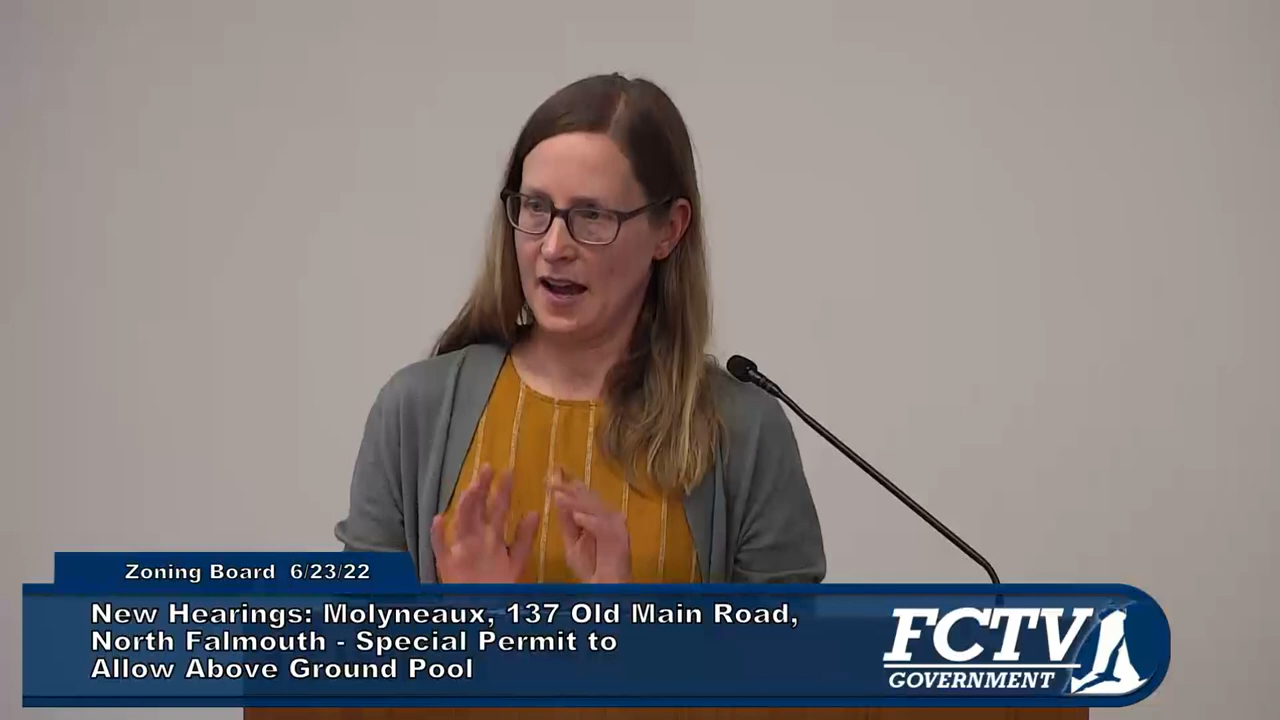 Zoning Board 6/23/22
New Hearings: Molyneaux, 137 Old Main Road,
North Falmouth - Special Permit to
Allow Above Ground Pool
FCTV
GOVERNMENT